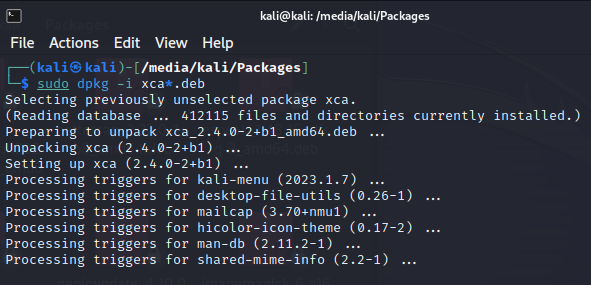 kali@kali: /media/kali/Packages
File Actions Edit View Help
┌──(kali㉿kali)-[/media/kali/Packages]
└─$ sudo dpkg -i xca*.deb
Selecting previously unselected package xca.
(Reading database ... 412115 files and directories currently installed.)
Preparing to unpack xca_2.4.0-2+b1_amd64.deb ...
Unpacking xca (2.4.0-2+b1) ...
Setting up xca (2.4.0-2+b1) ...
Processing triggers for kali-menu (2023.1.7) ...
Processing triggers for desktop-file-utils (0.26-1) ...
Processing triggers for mailcap (3.70+nmu1) ...
Processing triggers for hicolor-icon-theme (0.17-2) ...
Processing triggers for man-db (2.11.2-1) ...
Processing triggers for shared-mime-info (2.2-1) ...